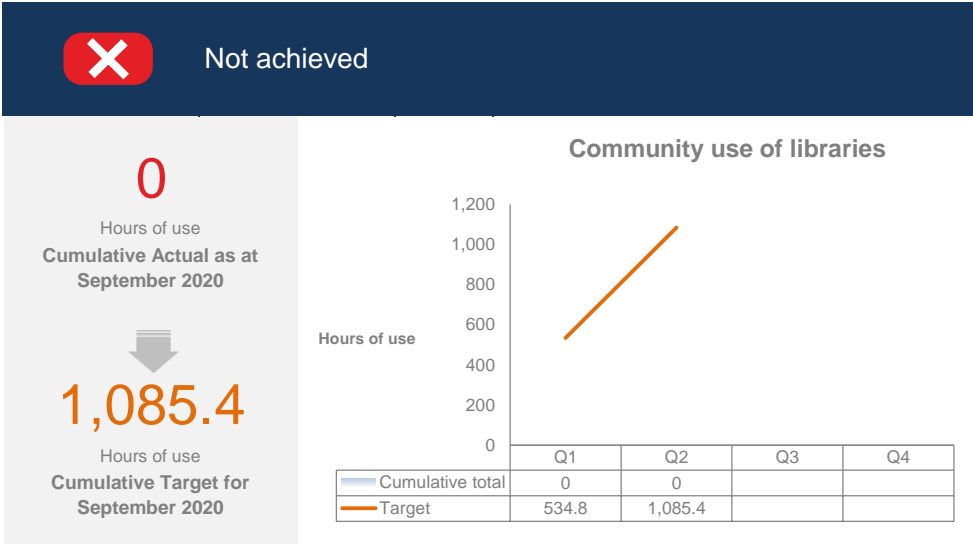 Not achieved
0
Hours of use
Cumulative Actual as at
September 2020
1,085.4
Hours of use
Cumulative Target for
September 2020
Community use of libraries
Hours of use
1,200
1,000
800
600
400
200
0
Q1 Q2 Q3 Q4
Cumulative total 0 0
Target 534.8 1,085.4